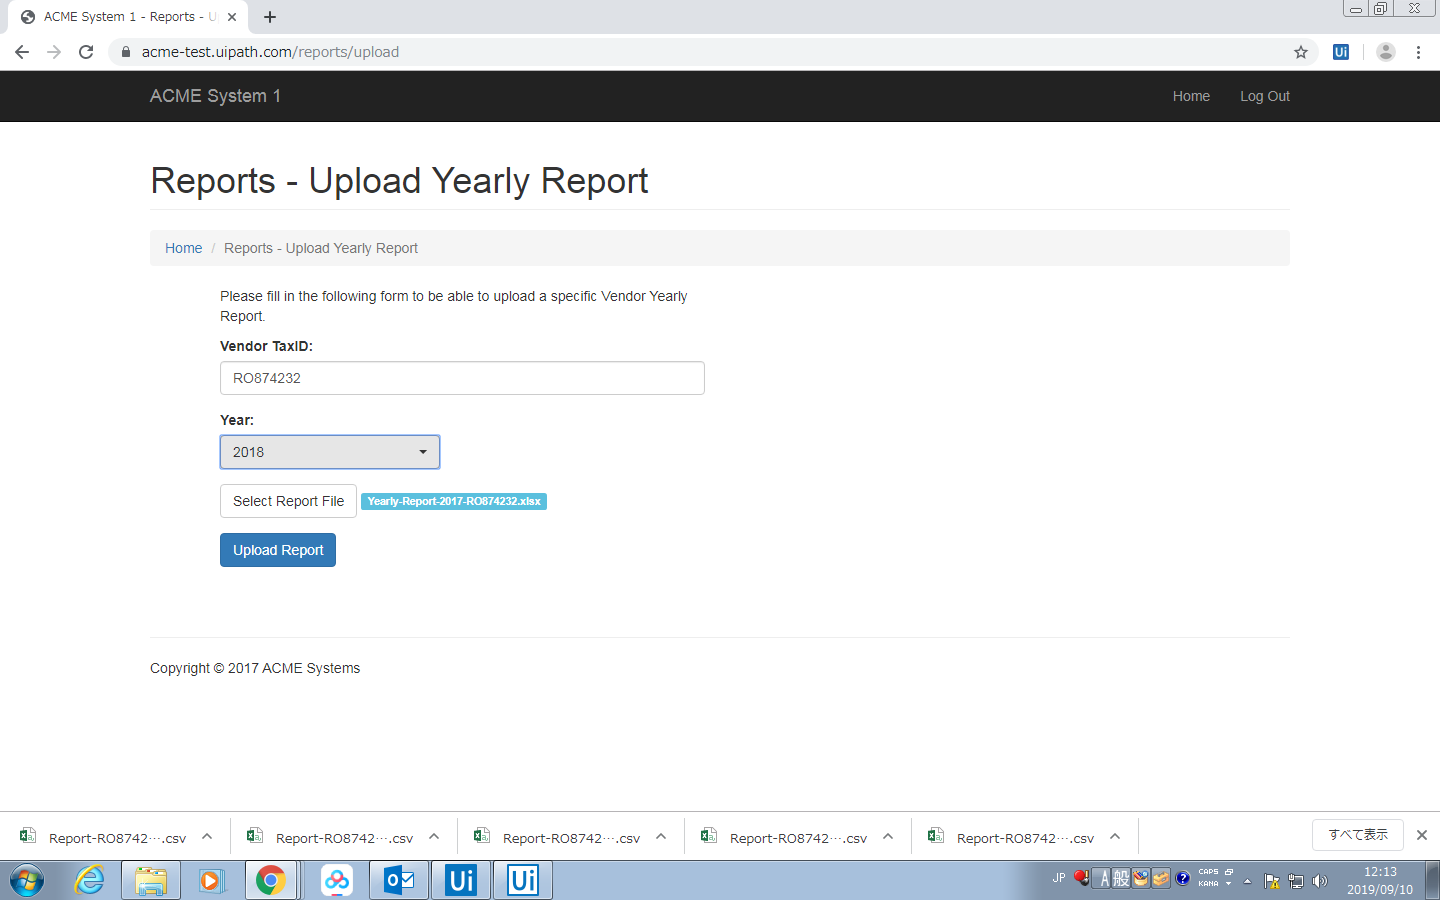 ACME System 1 - Reports - U
acme-test.uipath.com/reports/upload
Ui
ACME System 1
Home
Log Out
Reports - Upload Yearly Report
Home / Reports - Upload Yearly Report
Please fill in the following form to be able to upload a specific Vendor Yearly
Report.
Vendor TaxID:
RO874232
Year:
2018
Select Report File
Yearly-Report-2017-RO874232.xlsx
Upload Report
Copyright © 2017 ACME Systems
Report-RO8742….csv
Report-RO8742….csv
Report-RO8742….csv
Report-RO8742….csv
Report-RO8742….csv
すべて表示
Ui
Ui
JP
A 般
CAPS
KANA
12:13
2019/09/10